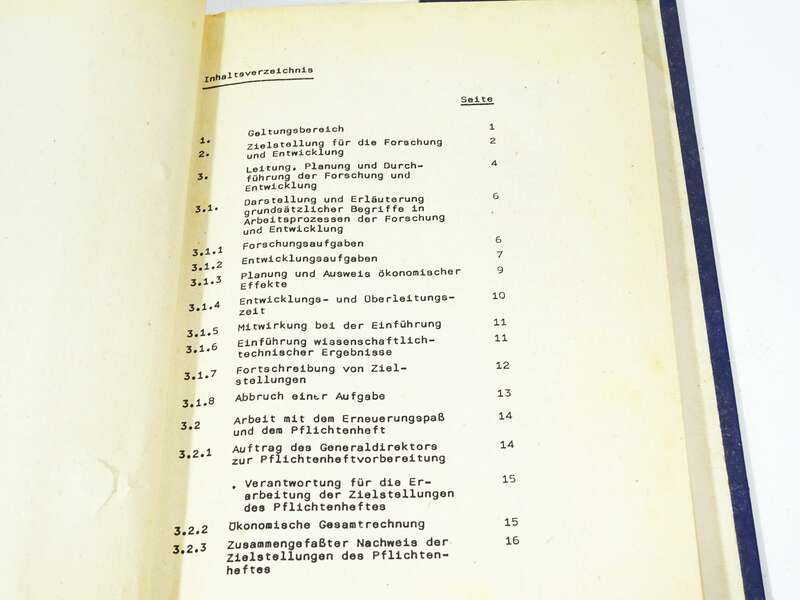 Inhaltsverzeichnis
Seite
1. Geltungsbereich 1
2. Zielstellung für die Forschung 2
und Entwicklung
3. Leitung, Planung und Durch- 4
führung der Forschung und
Entwicklung
3.1. Darstellung und Erläuterung 6
grundsätzlicher Begriffe in
Arbeitsprozessen der Forschung
und Entwicklung
3.1.1 Forschungsaufgaben 6
3.1.2 Entwicklungsaufgaben 7
3.1.3 Planung und Ausweis ökonomischer 9
Effekte
3.1.4 Entwicklungs- und Überleitungs- 10
zeit
3.1.5 Mitwirkung bei der Einführung 11
3.1.6 Einführung wissenschaftlich- 11
technischer Ergebnisse
3.1.7 Fortschreibung von Ziel- 12
stellungen
3.1.8 Abbruch einer Aufgabe 13
3.2 Arbeit mit dem Erneuerungspaß 14
und dem Pflichtenheft
3.2.1 Auftrag des Generaldirektors 14
zur Pflichtenheftvorbereitung
. Verantwortung für die Er- 15
arbeitung der Zielstellungen
des Pflichtenheftes
3.2.2 Ökonomische Gesamtrechnung 15
3.2.3 Zusammengefaßter Nachweis der 16
Zielstellungen des Pflichten-
heftes